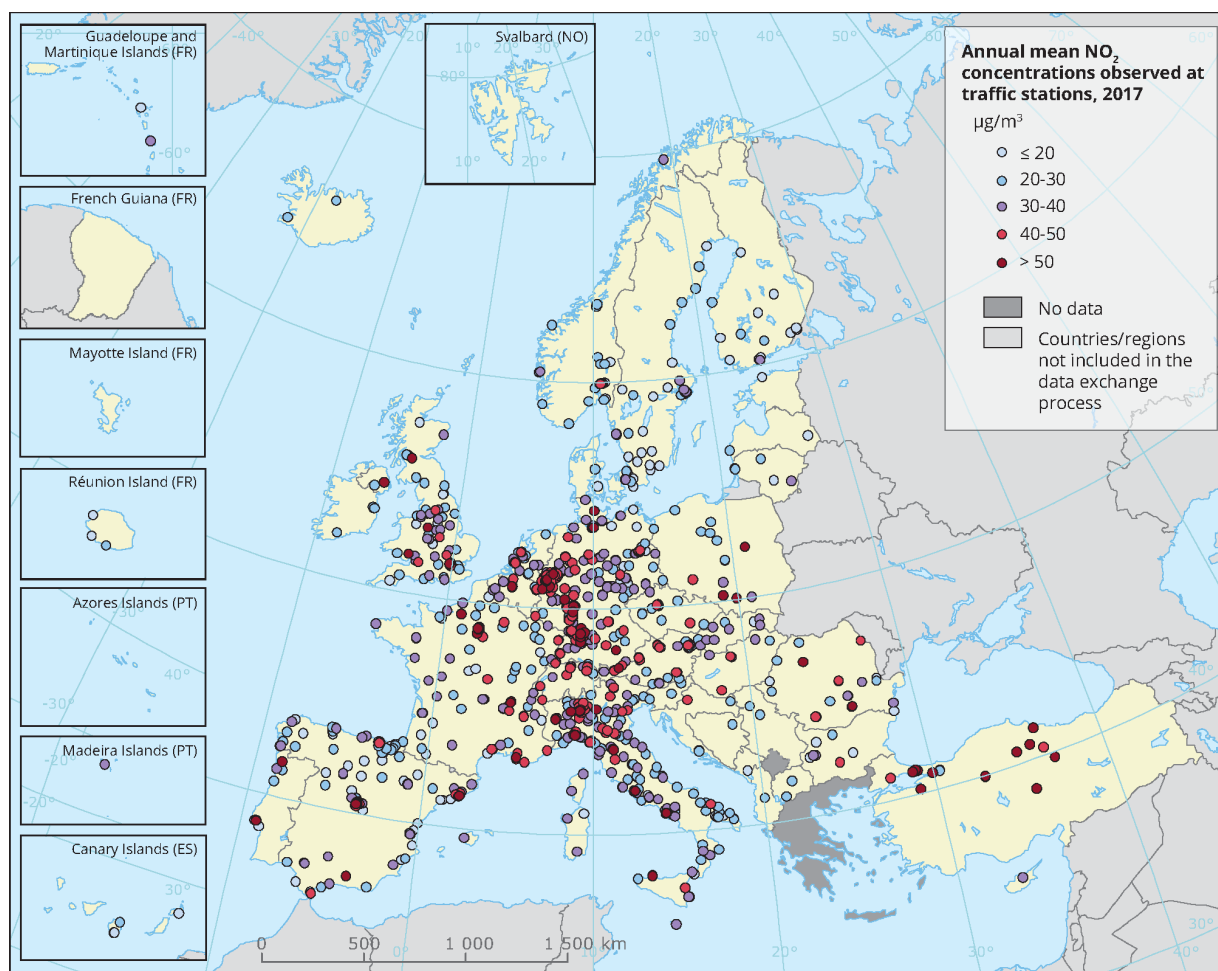 Guadeloupe and
Martinique Islands (FR)
-60°
French Guiana (FR)
Mayotte Island (FR)
Réunion Island (FR)
Azores Islands (PT)
40°
-30°
Madeira Islands (PT)
-20°
Canary Islands (ES)
30°
Svalbard (NO)
10° 20° 30°
80°
10° 20°
-30°
20°
30°
40°
50°
60°
Annual mean NO₂
concentrations observed at
traffic stations, 2017
µg/m³
≤ 20
20-30
30-40
40-50
> 50
No data
Countries/regions
not included in the
data exchange
process
40°
-20°
0 500 1 000 1 500 km
0° 10° 20° 30° 40°
30°